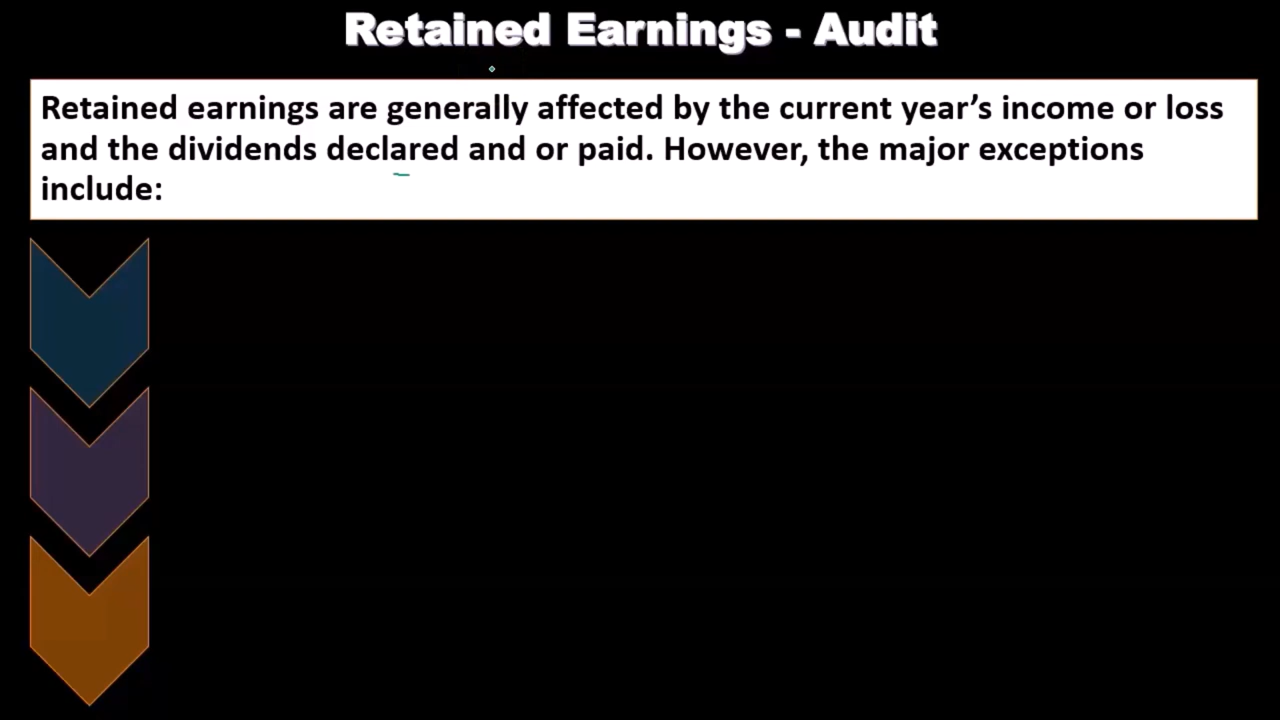 Retained Earnings - Audit
Retained earnings are generally affected by the current year’s income or loss
and the dividends declared and or paid. However, the major exceptions
include: